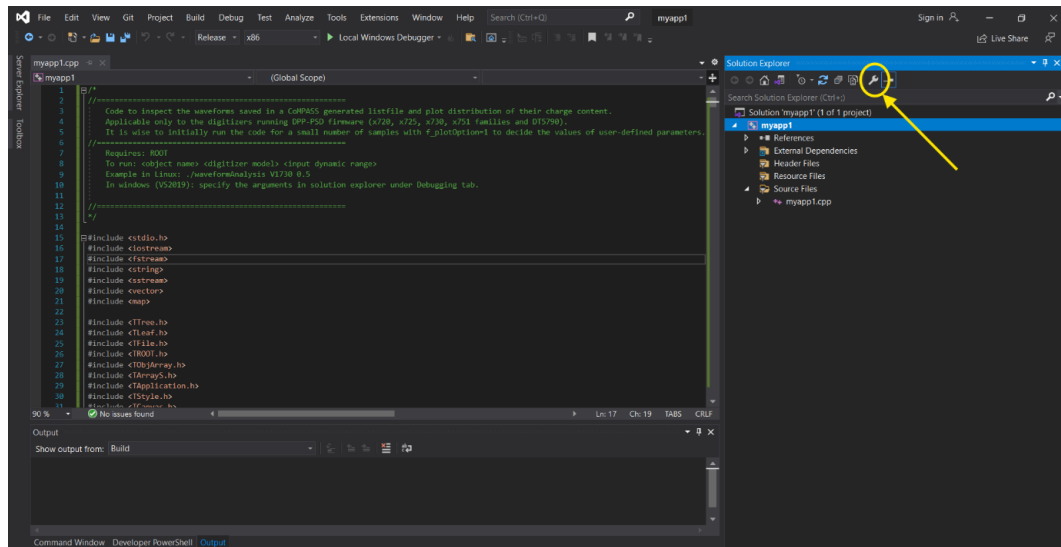 File Edit View Git Project Build Debug Test Analyze Tools Extensions Window Help Search (Ctrl+Q) myapp1 Sign in
Release x86 Local Windows Debugger Live Share
Server Explorer
Toolbox
myapp1.cpp
myapp1 (Global Scope)
1 /*
2 //========================================================
3 Code to inspect the waveforms saved in a CoMPASS generated listfile and plot distribution of their charge content.
4 Applicable only to the digitizers running DPP-PSD firmware (x720, x725, x730, x751 families and DT5790).
5 It is wise to initially run the code for a small number of samples with f_plotOption=1 to decide the values of user-defined parameters.
6 //========================================================
7 Requires: ROOT
8 To run: <object name> <digitizer model> <input dynamic range>
9 Example in Linux: ./waveformAnalysis V1730 0.5
10 In windows (VS2019): specify the arguments in solution explorer under Debugging tab.
11
12 //========================================================
13 */
14
15 #include <stdio.h>
16 #include <iostream>
17 #include <fstream>
18 #include <string>
19 #include <sstream>
20 #include <vector>
21 #include <map>
22
23 #include <TTree.h>
24 #include <TLeaf.h>
25 #include <TFile.h>
26 #include <TROOT.h>
27 #include <TObjArray.h>
28 #include <TArrayS.h>
29 #include <TApplication.h>
30 #include <TStyle.h>
31 #include <TCanvas.h>
90 % No issues found Ln: 17 Ch: 19 TABS CRLF
Output
Show output from: Build
Command Window Developer PowerShell Output
Solution Explorer
Search Solution Explorer (Ctrl+;)
Solution 'myapp1' (1 of 1 project)
myapp1
References
External Dependencies
Header Files
Resource Files
Source Files
myapp1.cpp